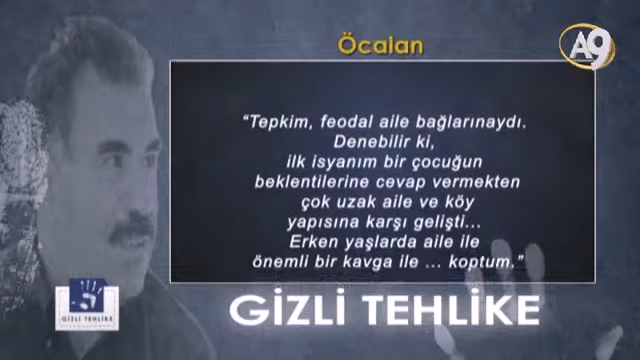 Öcalan
A9
"Tepkim, feodal aile bağlarınaydı.
Denebilir ki,
ilk isyanım bir çocuğun
beklentilerine cevap vermekten
çok uzak aile ve köy
yapısına karşı gelişti...
Erken yaşlarda aile ile
önemli bir kavga ile ... koptum."
GİZLİ TEHLİKE
GİZLİ TEHLİKE